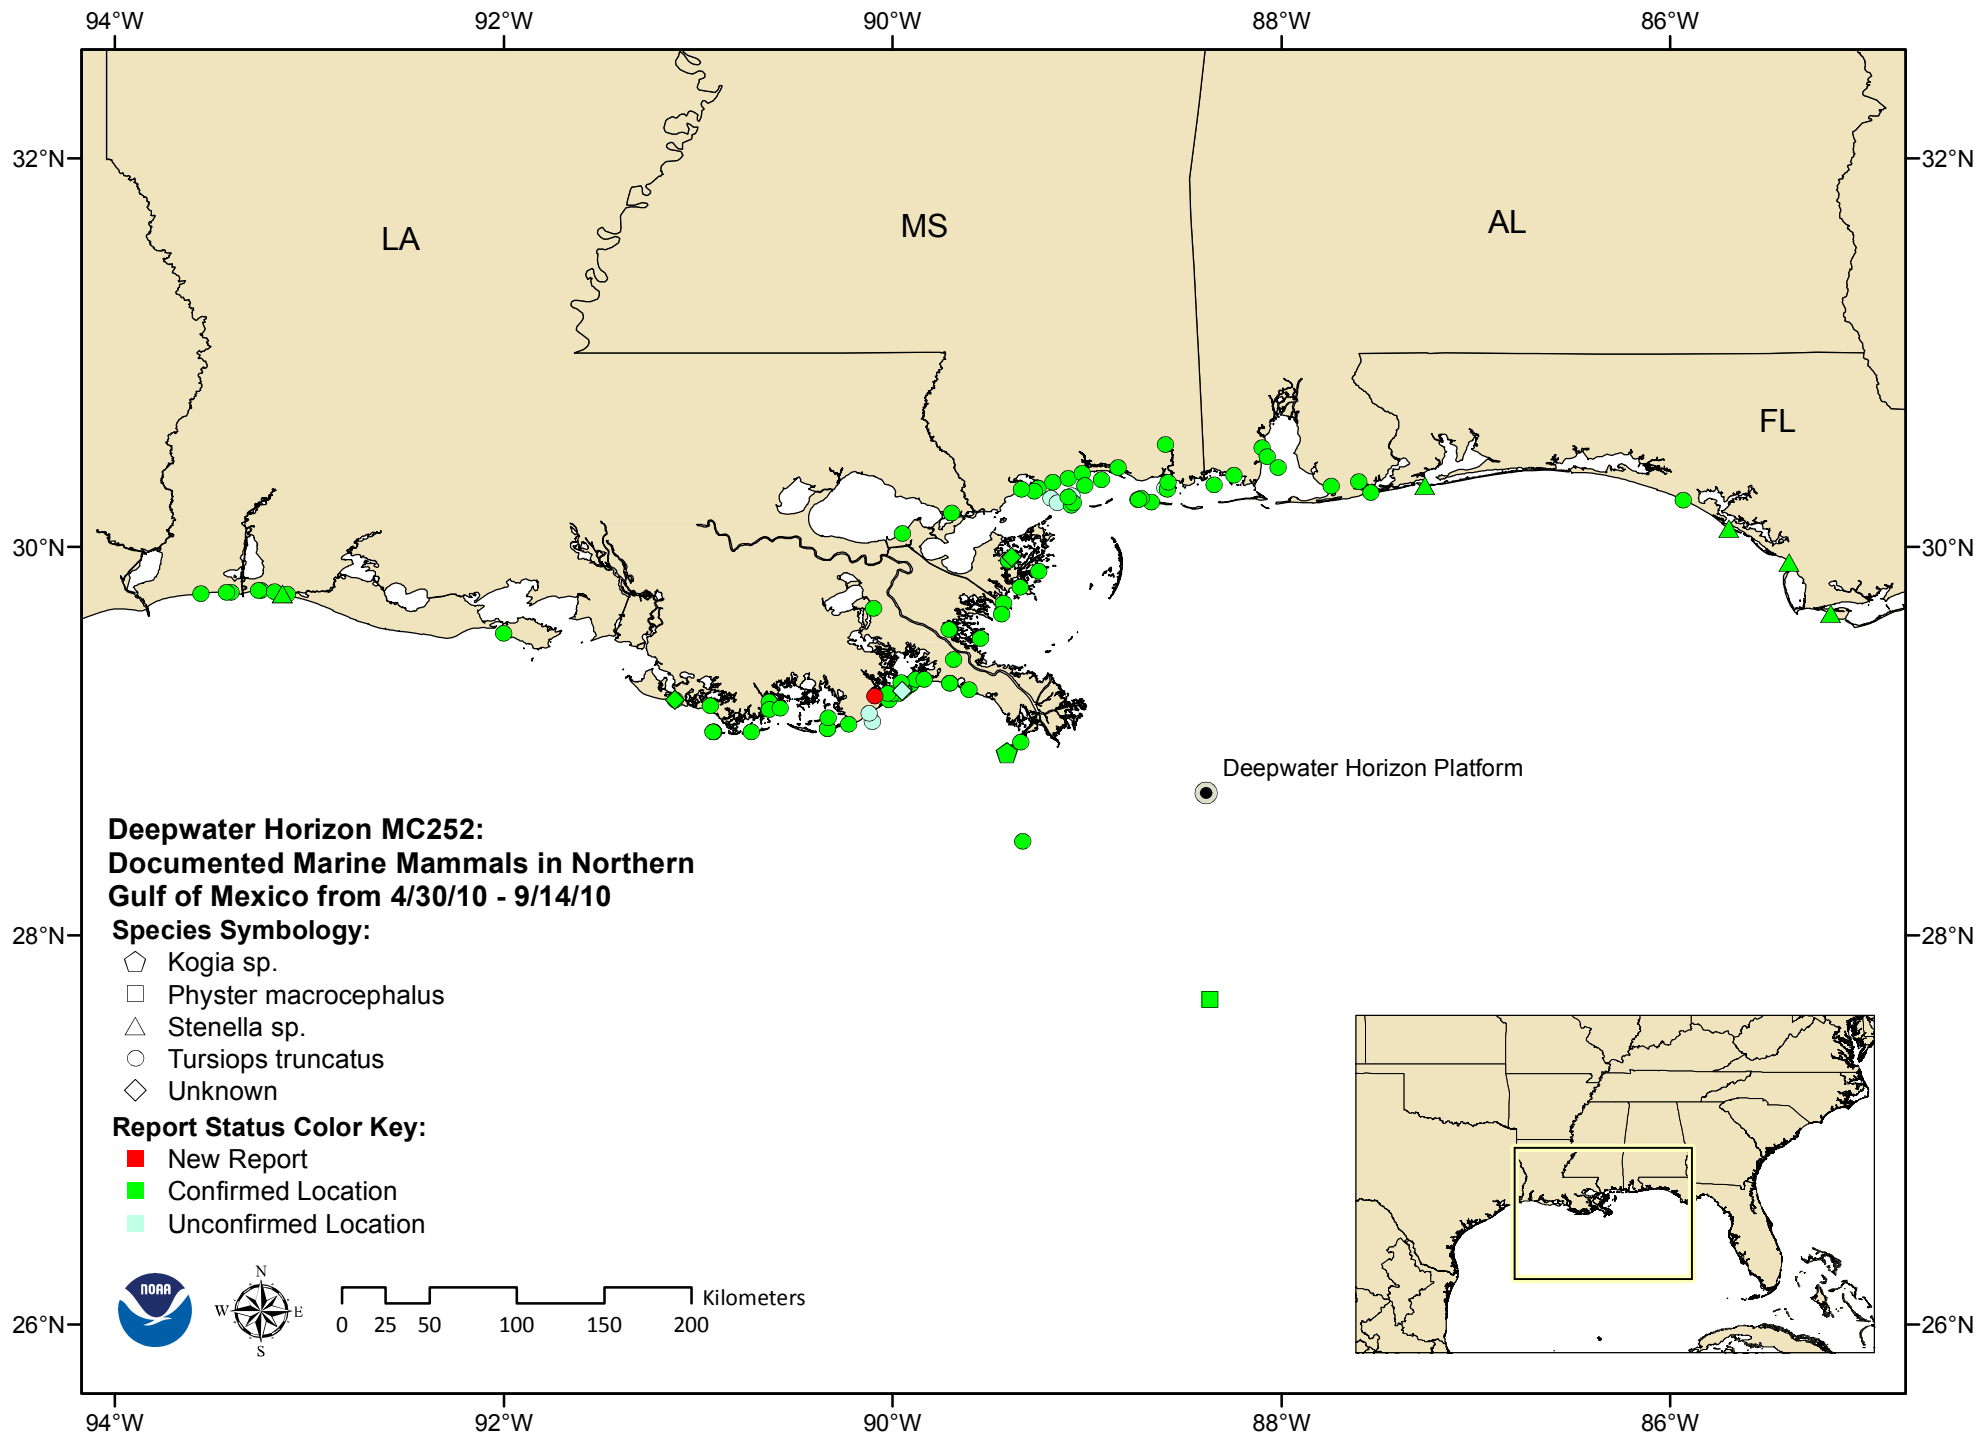 94°W 92°W 90°W 88°W 86°W
32°N 32°N
LA MS AL
FL
30°N 30°N
Deepwater Horizon Platform
Deepwater Horizon MC252:
Documented Marine Mammals in Northern
Gulf of Mexico from 4/30/10 - 9/14/10
Species Symbology:
28°N 28°N
Kogia sp.
Physter macrocephalus
Stenella sp.
Tursiops truncatus
Unknown
Report Status Color Key:
New Report
Confirmed Location
Unconfirmed Location
NOAA
N
W E
S
Kilometers
0 25 50 100 150 200
26°N 26°N
94°W 92°W 90°W 88°W 86°W